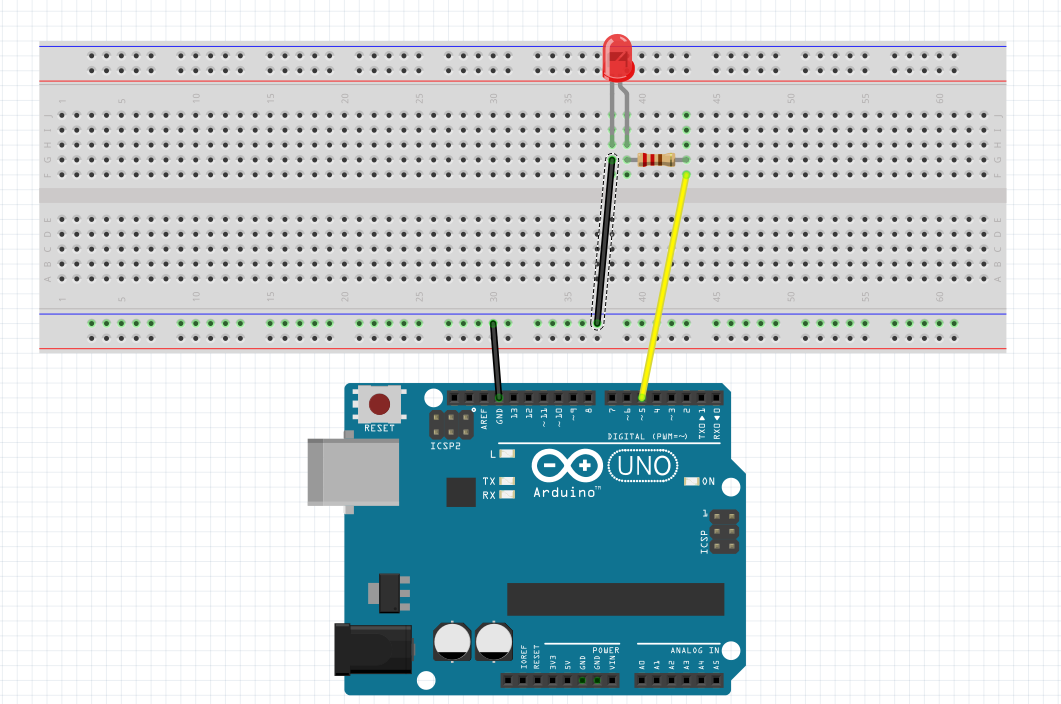 1 5 10 15 20 25 30 35 40 45 50 55 60
J J
I I
H H
G G
F F
E E
D D
C C
B B
A A
1 5 10 15 20 25 30 35 40 45 50 55 60
RESET
ICSP2
AREF GND 13 12 ~11 ~10 ~9 8 7 ~6 ~5 4 ~3 2 TX0▶1 RX0◀0
DIGITAL (PWM=~)
L
TX
RX
UNO
Arduino™
ON
1
ICSP
POWER
ANALOG IN
IOREF RESET 3V3 5V GND GND VIN A0 A1 A2 A3 A4 A5